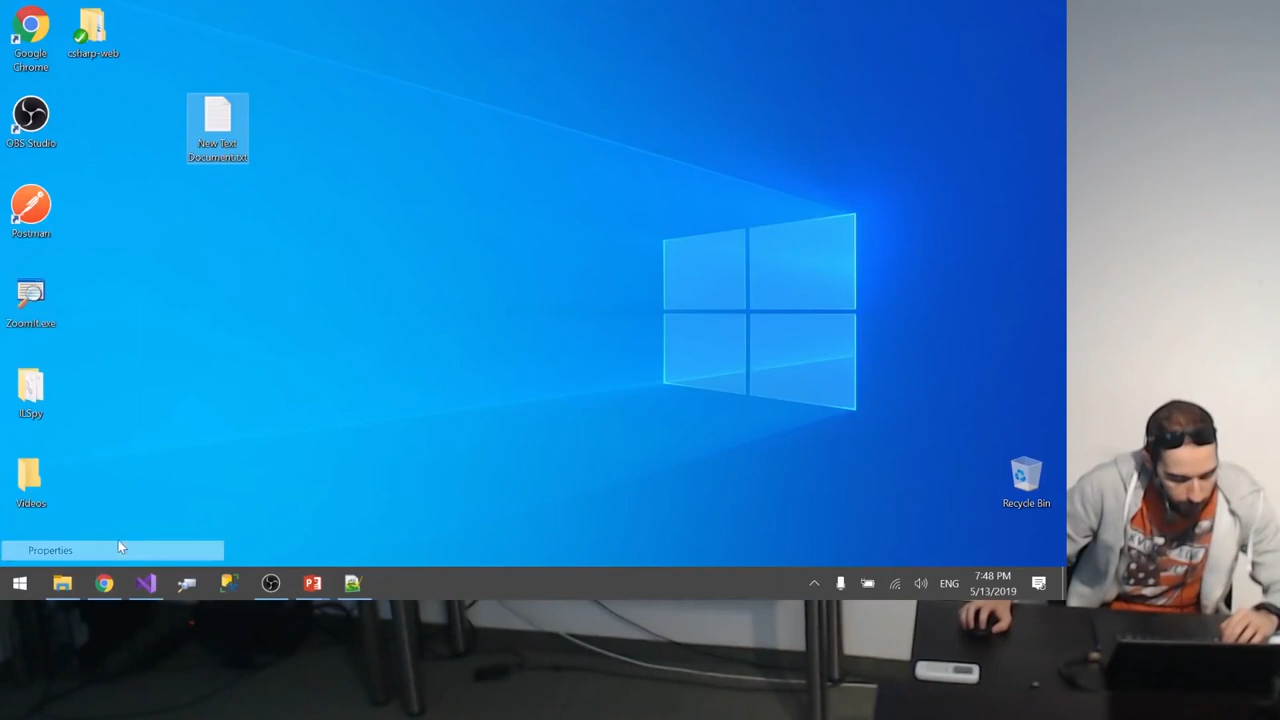 Google
Chrome
csharp-web
OBS Studio
New Text
Document.txt
Postman
ZoomIt.exe
ILSpy
Videos
Recycle Bin
Properties
ENG
7:48 PM
5/13/2019